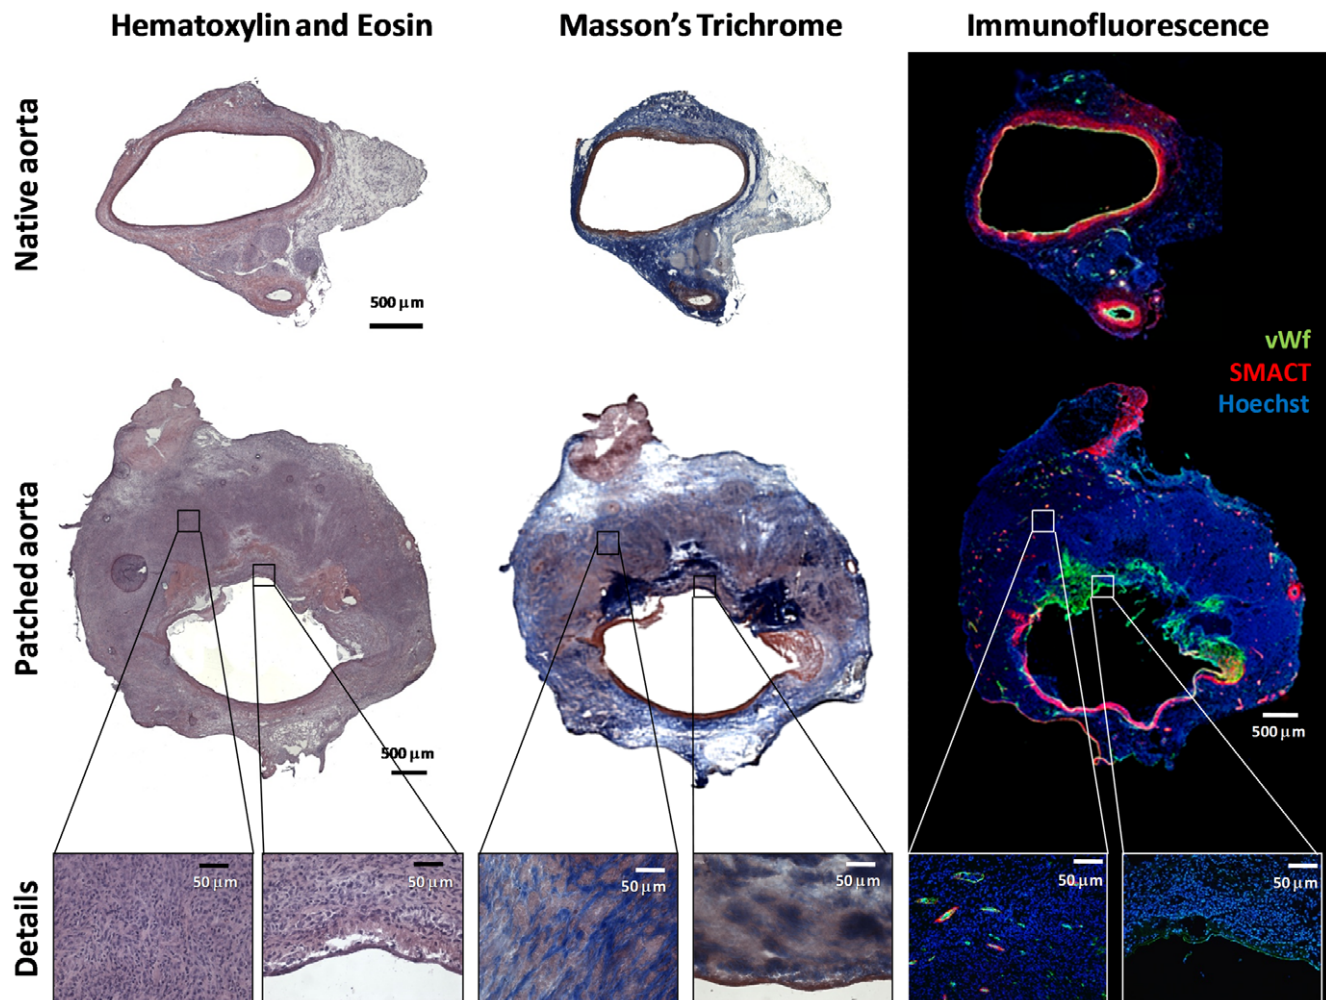 Hematoxylin and Eosin
Masson's Trichrome
Immunofluorescence
Native aorta
500 µm
vWf
SMACT
Hoechst
Patched aorta
500 µm
500 µm
Details
50 µm
50 µm
50 µm
50 µm
50 µm
50 µm